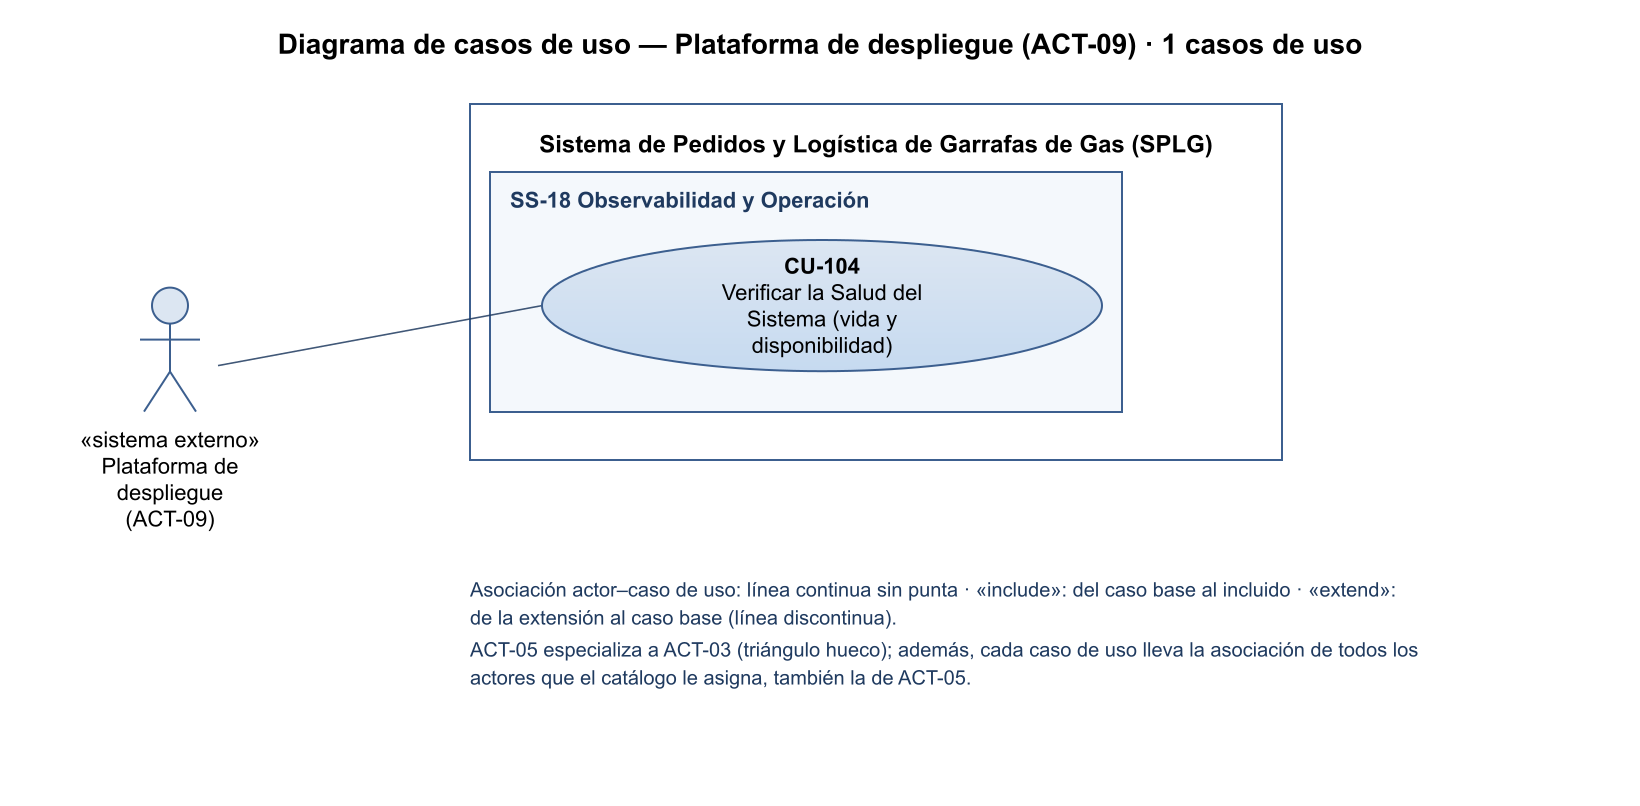 Diagrama de casos de uso — Plataforma de despliegue (ACT-09) · 1 casos de uso
Sistema de Pedidos y Logística de Garrafas de Gas (SPLG)
SS-18 Observabilidad y Operación
CU-104
Verificar la Salud del
Sistema (vida y
disponibilidad)
«sistema externo»
Plataforma de
despliegue
(ACT-09)
Asociación actor–caso de uso: línea continua sin punta · «include»: del caso base al incluido · «extend»:
de la extensión al caso base (línea discontinua).
ACT-05 especializa a ACT-03 (triángulo hueco); además, cada caso de uso lleva la asociación de todos los
actores que el catálogo le asigna, también la de ACT-05.